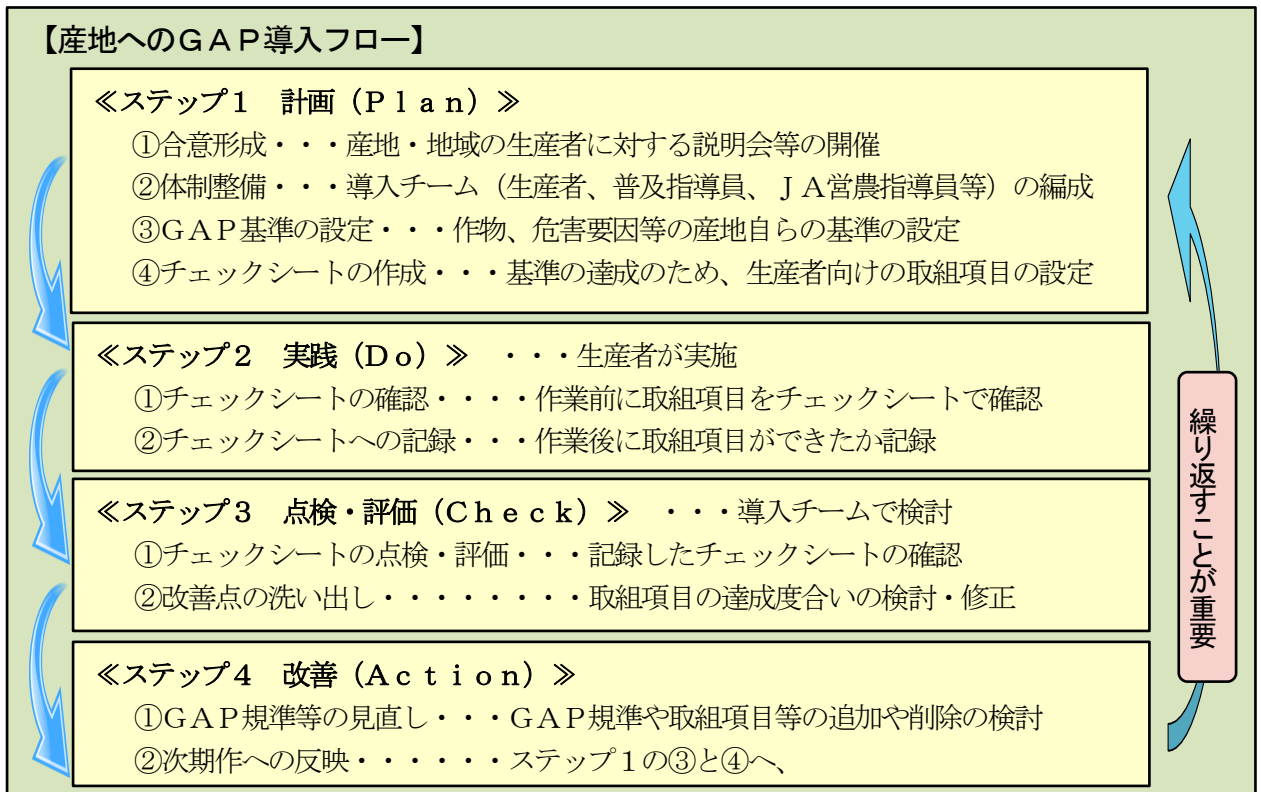 【産地へのＧＡＰ導入フロー】
≪ステップ１　計画（Ｐｌａｎ）≫
①合意形成・・・産地・地域の生産者に対する説明会等の開催
②体制整備・・・導入チーム（生産者、普及指導員、ＪＡ営農指導員等）の編成
③ＧＡＰ基準の設定・・・作物、危害要因等の産地自らの基準の設定
④チェックシートの作成・・・基準の達成のため、生産者向けの取組項目の設定
≪ステップ２　実践（Ｄｏ）≫　・・・生産者が実施
①チェックシートの確認・・・・作業前に取組項目をチェックシートで確認
②チェックシートへの記録・・・作業後に取組項目ができたか記録
≪ステップ３　点検・評価（Ｃｈｅｃｋ）≫　・・・導入チームで検討
①チェックシートの点検・評価・・・記録したチェックシートの確認
②改善点の洗い出し・・・・・・・・取組項目の達成度合いの検討・修正
≪ステップ４　改善（Ａｃｔｉｏｎ）≫
①ＧＡＰ規準等の見直し・・・ＧＡＰ規準や取組項目等の追加や削除の検討
②次期作への反映・・・・・・ステップ１の③と④へ、
繰り返すことが重要